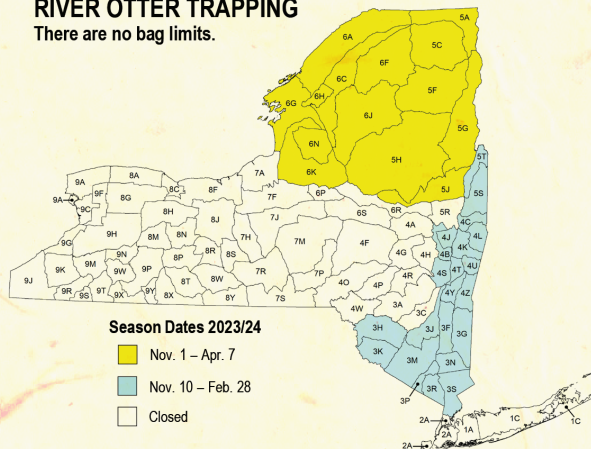 RIVER OTTER TRAPPING
There are no bag limits.
5A
6A
5C
6F
6C
5F
6H
6G
6J
5G
6N
5H
5T
6K
7A
9A
8A
5J
5S
8C
8F
6P
9F
9A
8G
7F
9C
6R
5R
8H
6S
7J
8J
4A
4C
9H
8M
8N
7H
7M
4F
4J
4L
9G
4K
8R
8S
4G
4H
4B
9N
8P
9M
9K
9W
9P
7R
7P
4R
4S
4T
4U
9J
8T
8W
4O
4P
9R
9S
9T
9X
9Y
8X
8Y
7S
4Y
4Z
4W
3A
3C
Season Dates 2023/24
3H
3J
3F
3G
Nov. 1 – Apr. 7
3K
3M
3N
Nov. 10 – Feb. 28
3R
3S
3P
Closed
2A
1C
1C
2A
1A
2A